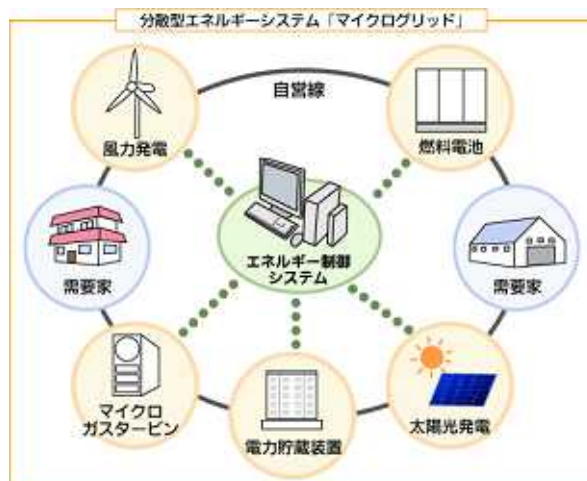 分散型エネルギーシステム「マイクログリッド」
自営線
風力発電
燃料電池
エネルギー制御
システム
需要家
需要家
マイクロ
ガスタービン
電力貯蔵装置
太陽光発電